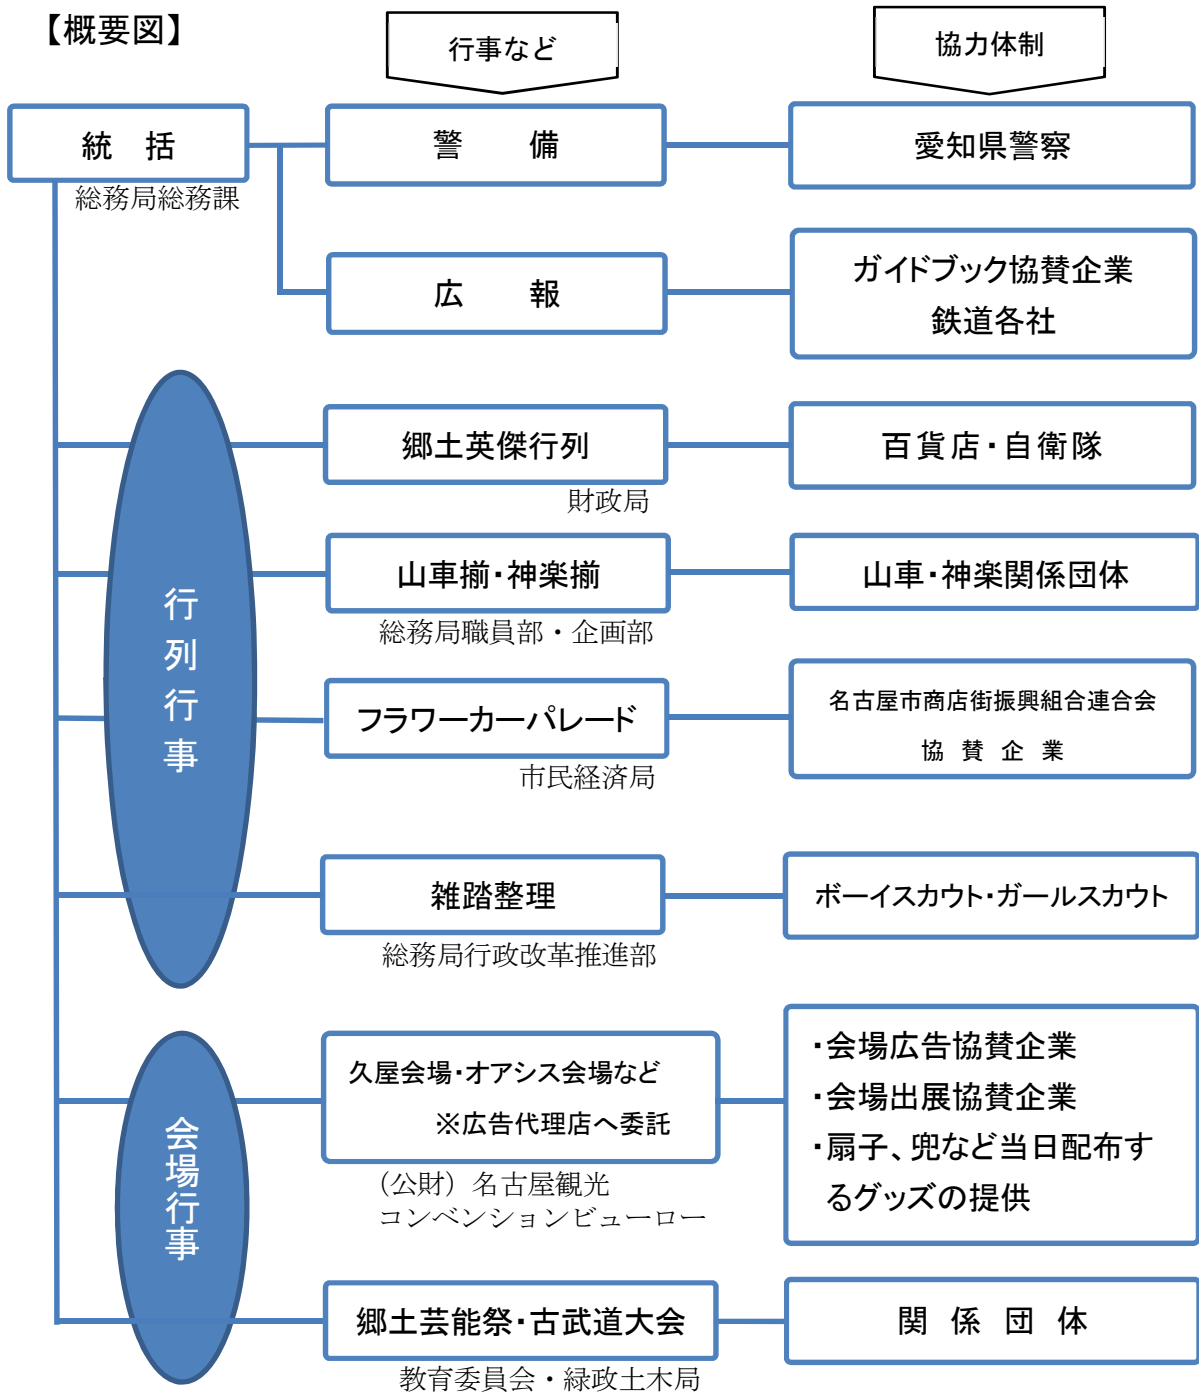 【概要図】
行事など
協力体制
統　括
総務局総務課
警　　備
愛知県警察
広　　報
ガイドブック協賛企業
鉄道各社
行列行事
郷土英傑行列
財政局
百貨店・自衛隊
山車揃・神楽揃
総務局職員部・企画部
山車・神楽関係団体
フラワーカーパレード
市民経済局
名古屋市商店街振興組合連合会
協　賛　企　業
雑踏整理
総務局行政改革推進部
ボーイスカウト・ガールスカウト
会場行事
久屋会場・オアシス会場など
※広告代理店へ委託
（公財）名古屋観光
コンベンションビューロー
・会場広告協賛企業
・会場出展協賛企業
・扇子、兜など当日配布す
るグッズの提供
郷土芸能祭・古武道大会
教育委員会・緑政土木局
関　係　団　体